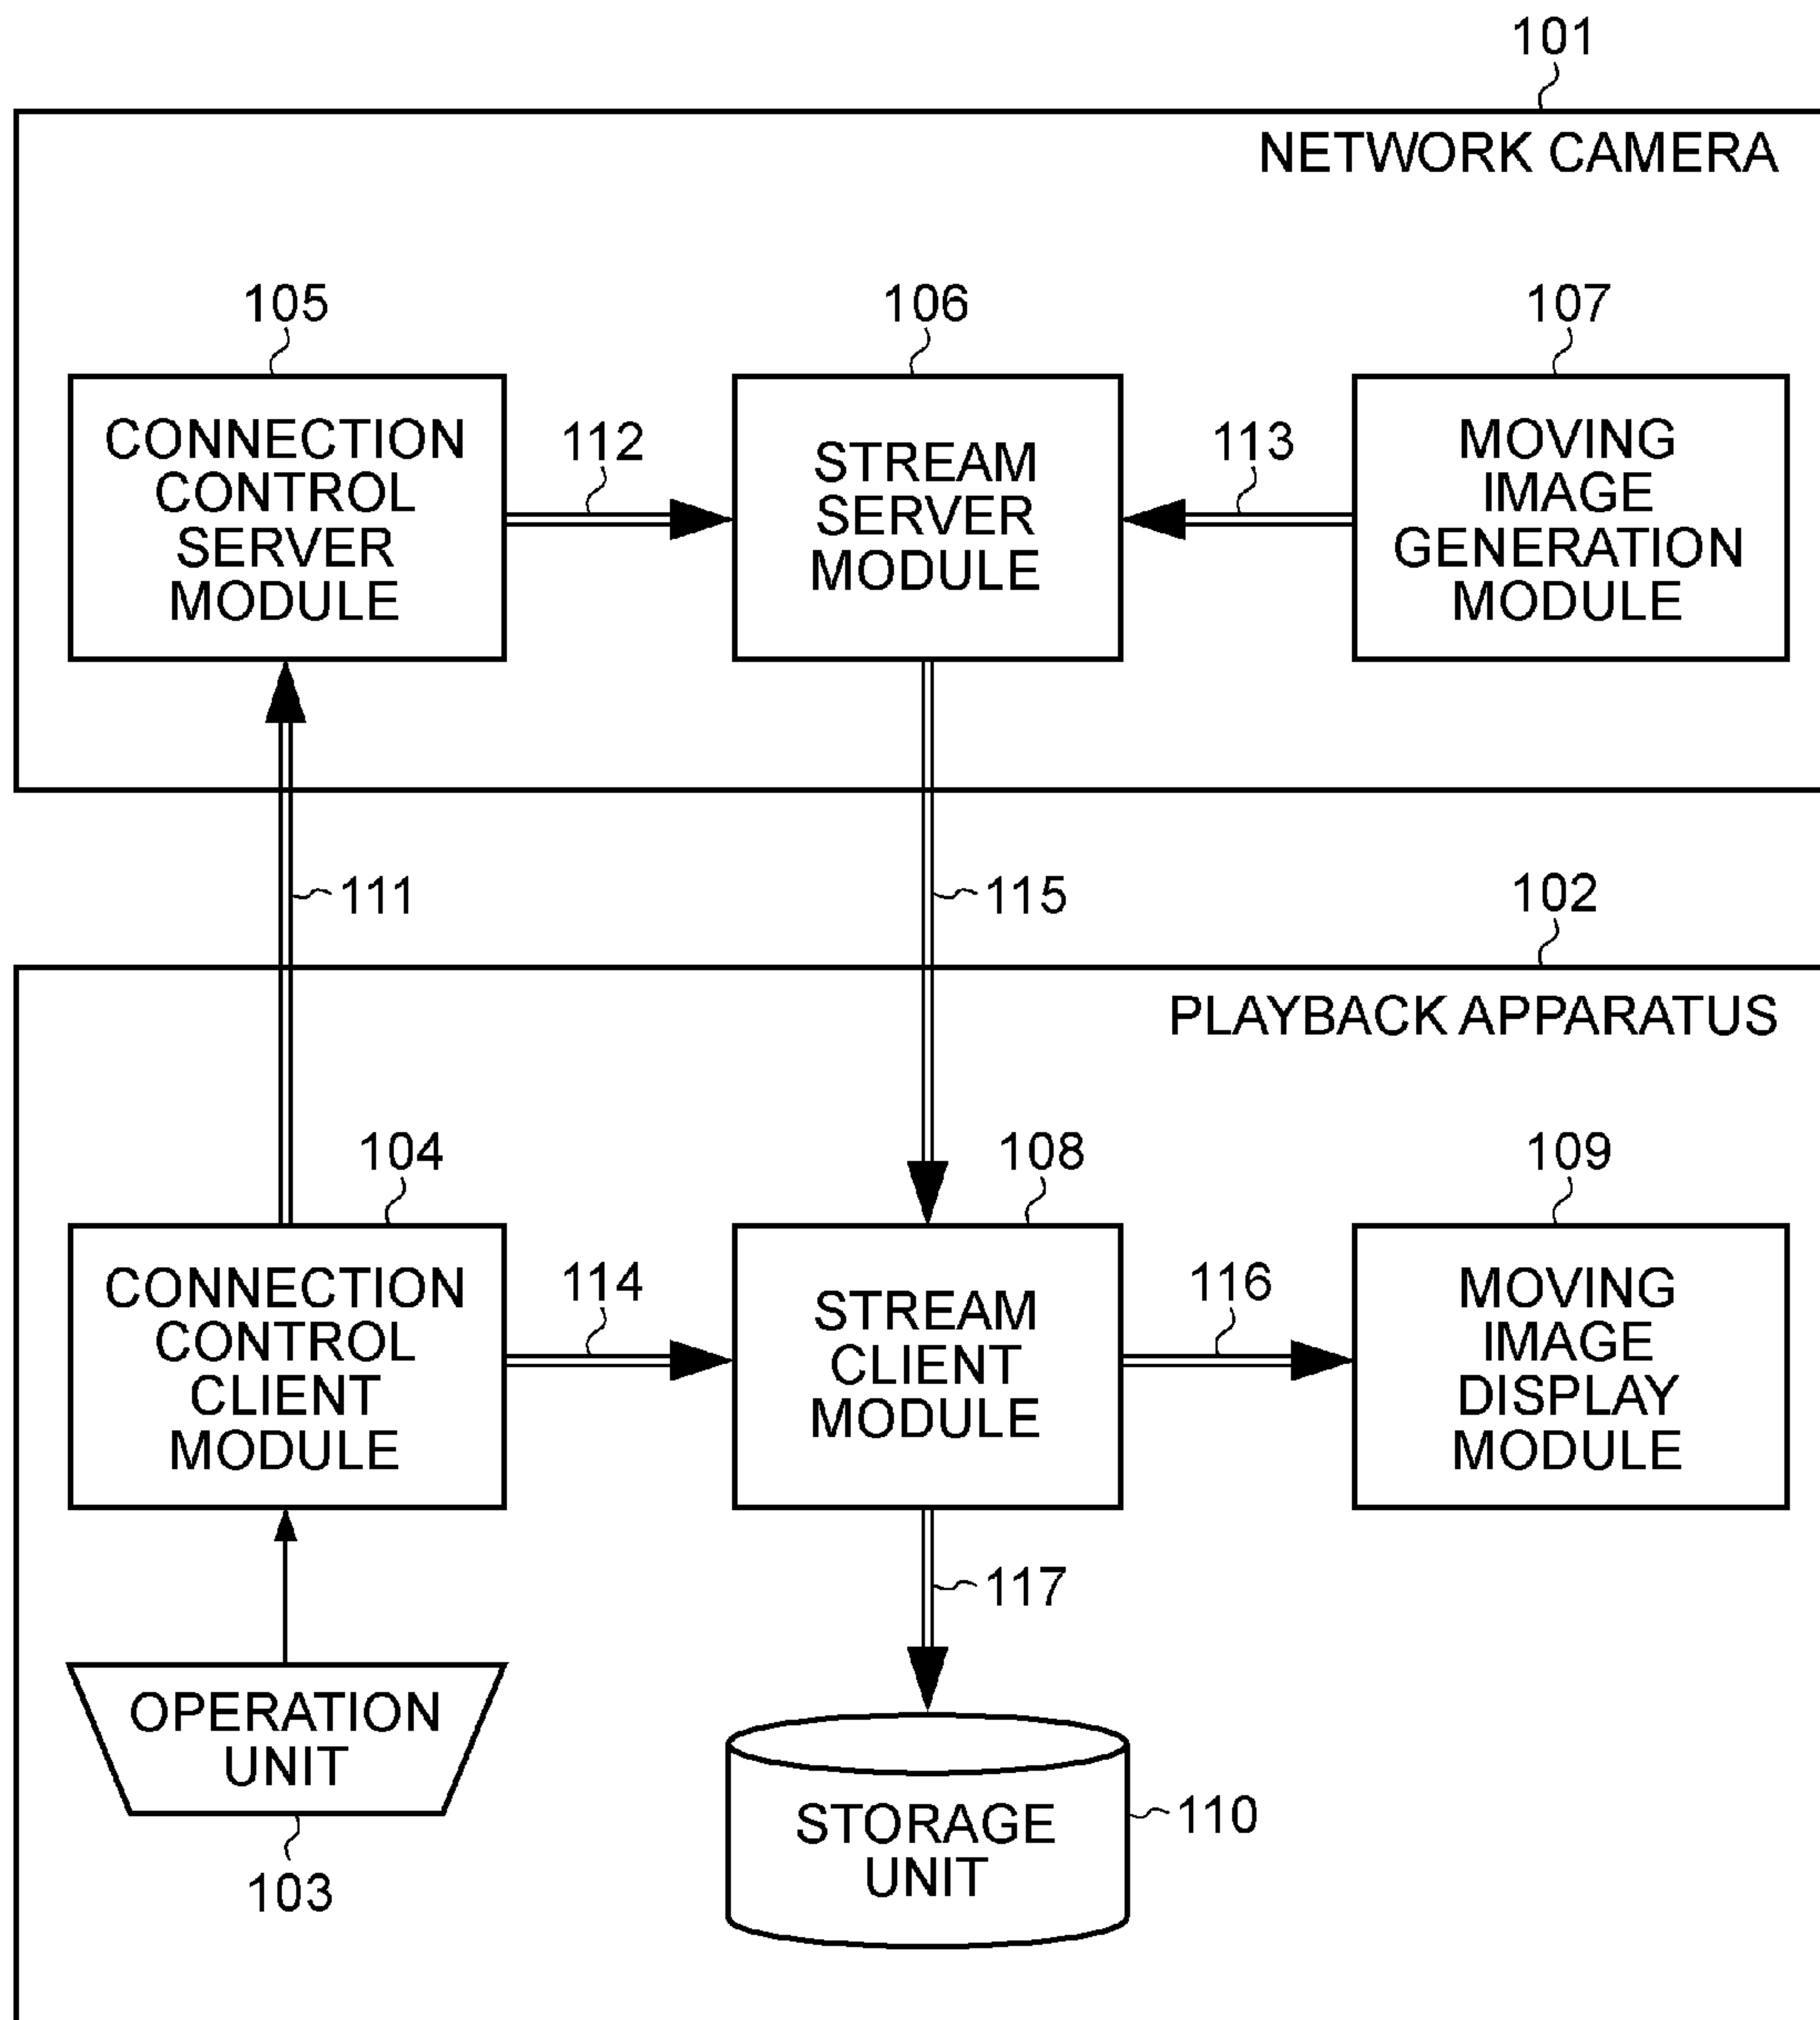 101
NETWORK CAMERA
105
106
107
CONNECTION
CONTROL
SERVER
MODULE
112
STREAM
SERVER
MODULE
113
MOVING
IMAGE
GENERATION
MODULE
111
115
102
PLAYBACK APPARATUS
104
108
109
CONNECTION
CONTROL
CLIENT
MODULE
114
STREAM
CLIENT
MODULE
116
MOVING
IMAGE
DISPLAY
MODULE
117
OPERATION
UNIT
103
STORAGE
UNIT
110